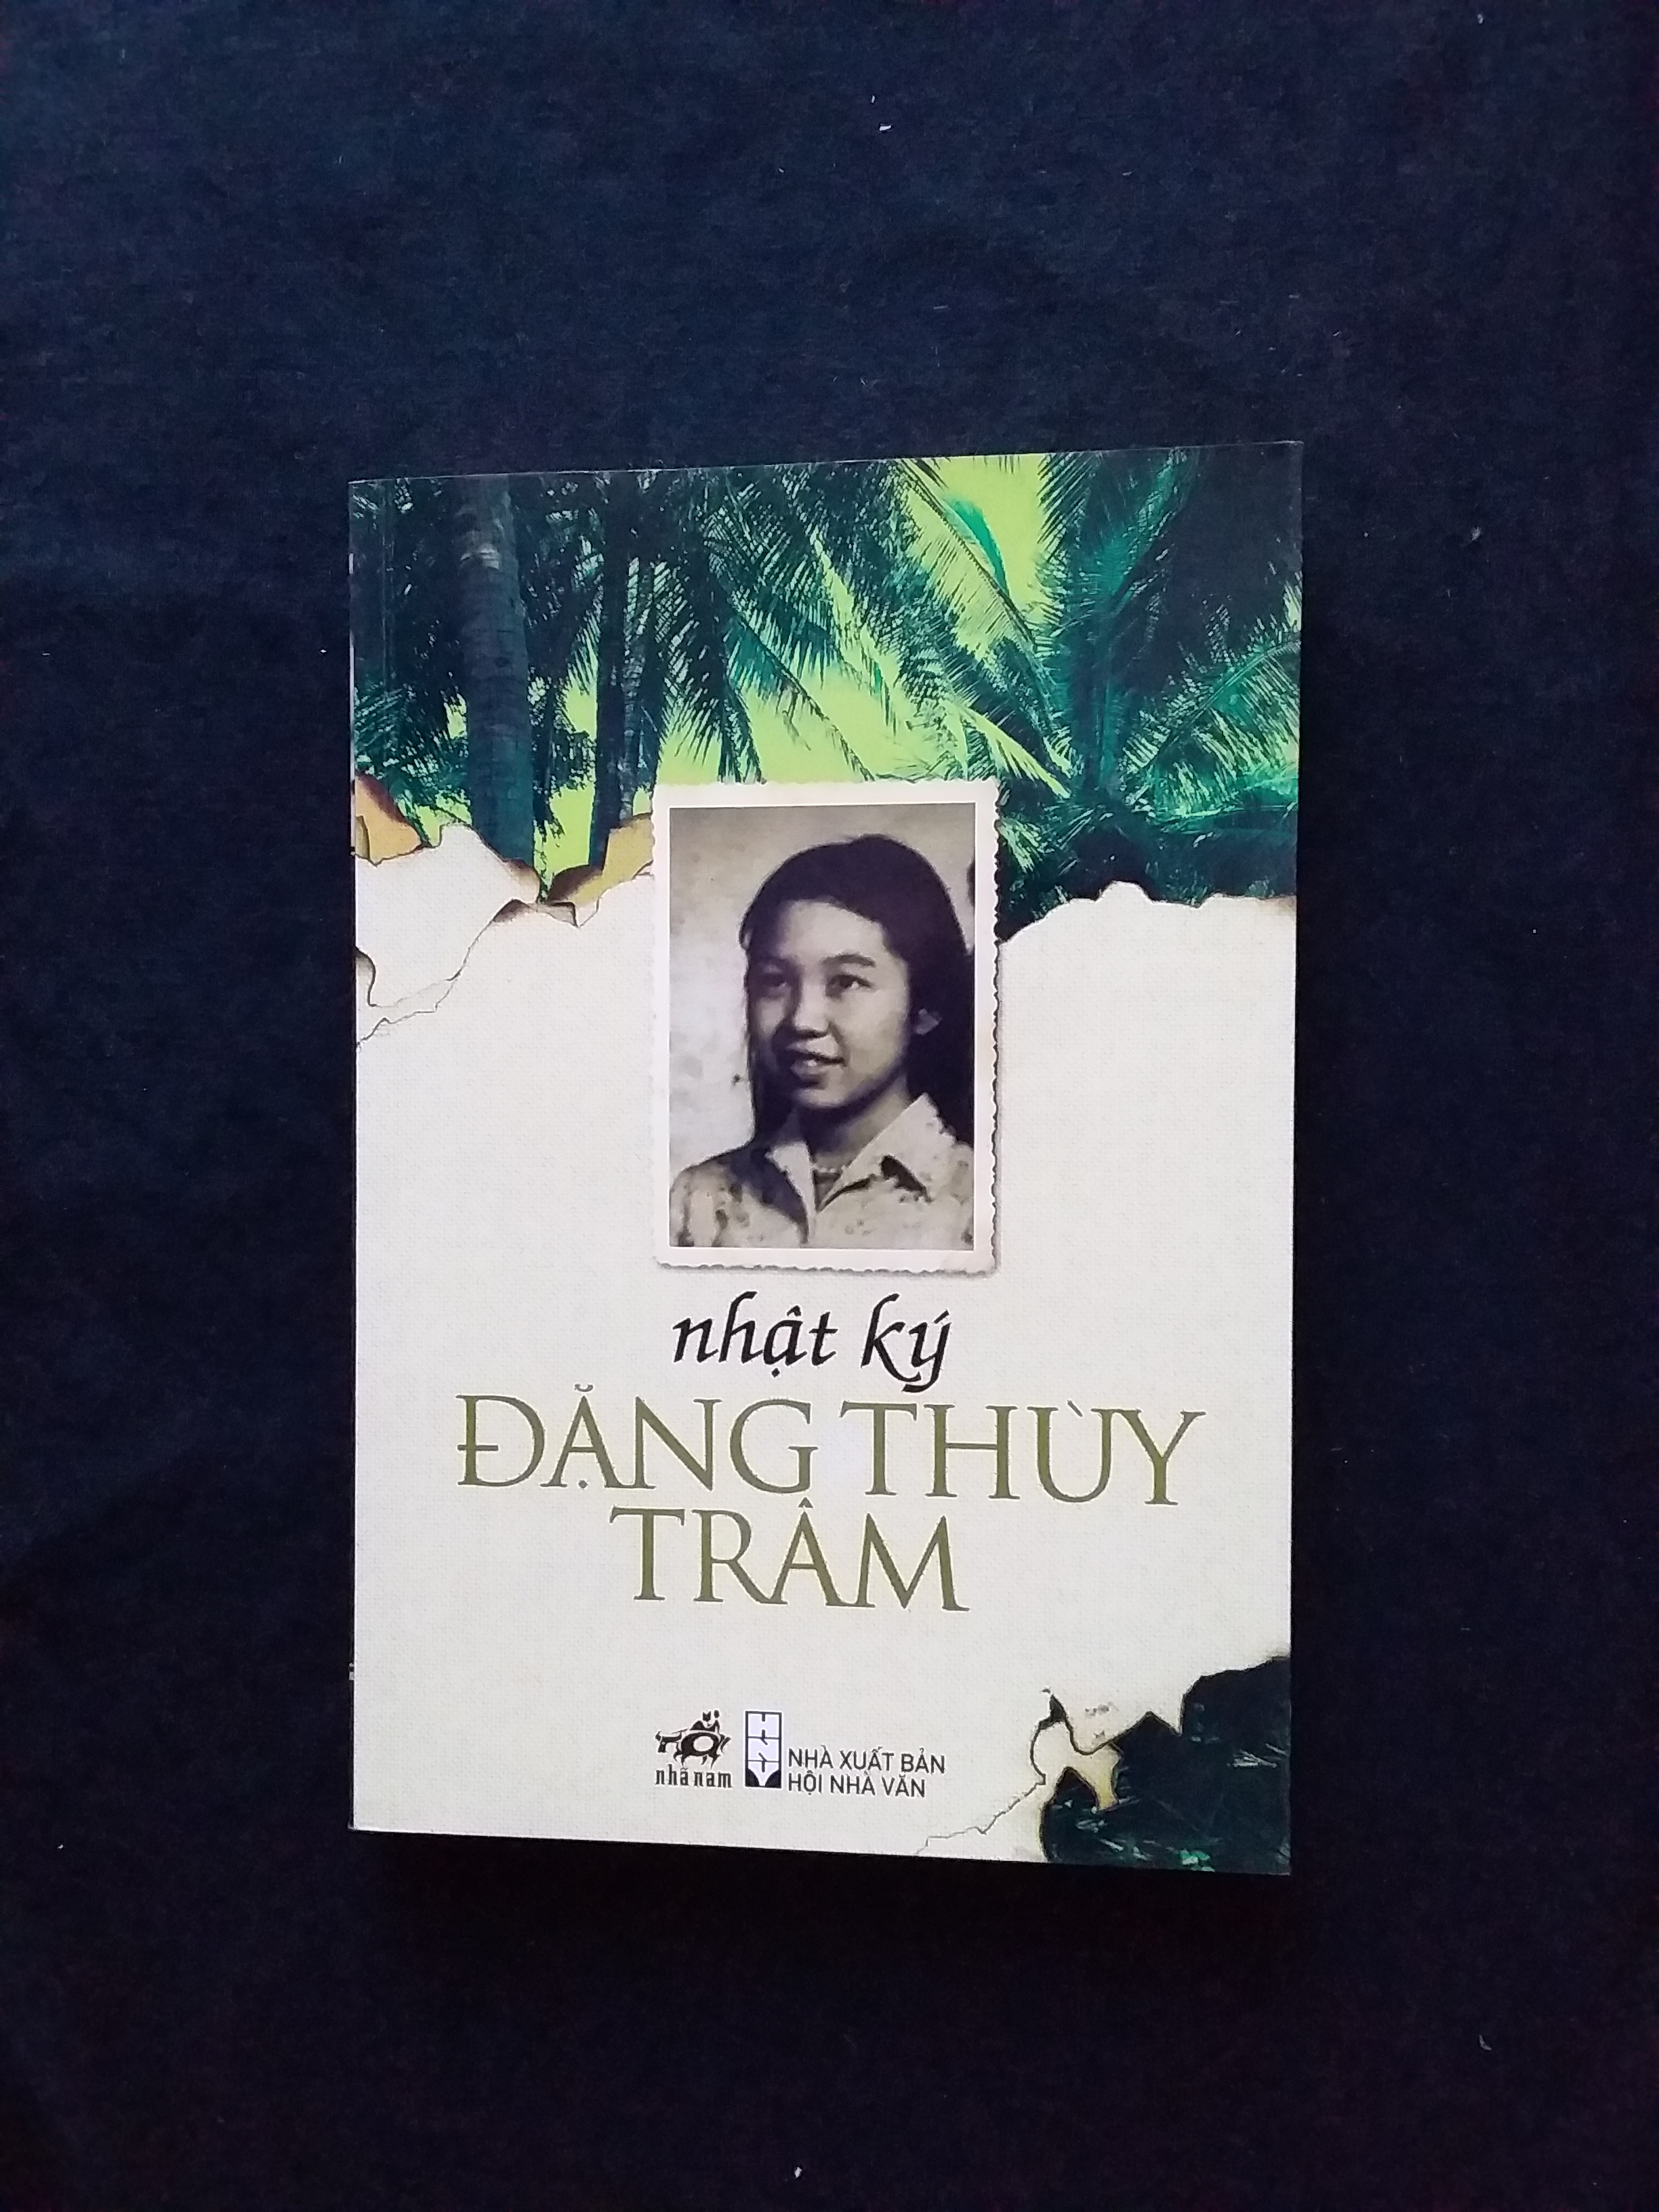 nhật ký
ĐẶNG THÙY
TRÂM
nhã nam
NHÀ XUẤT BẢN
HỘI NHÀ VĂN